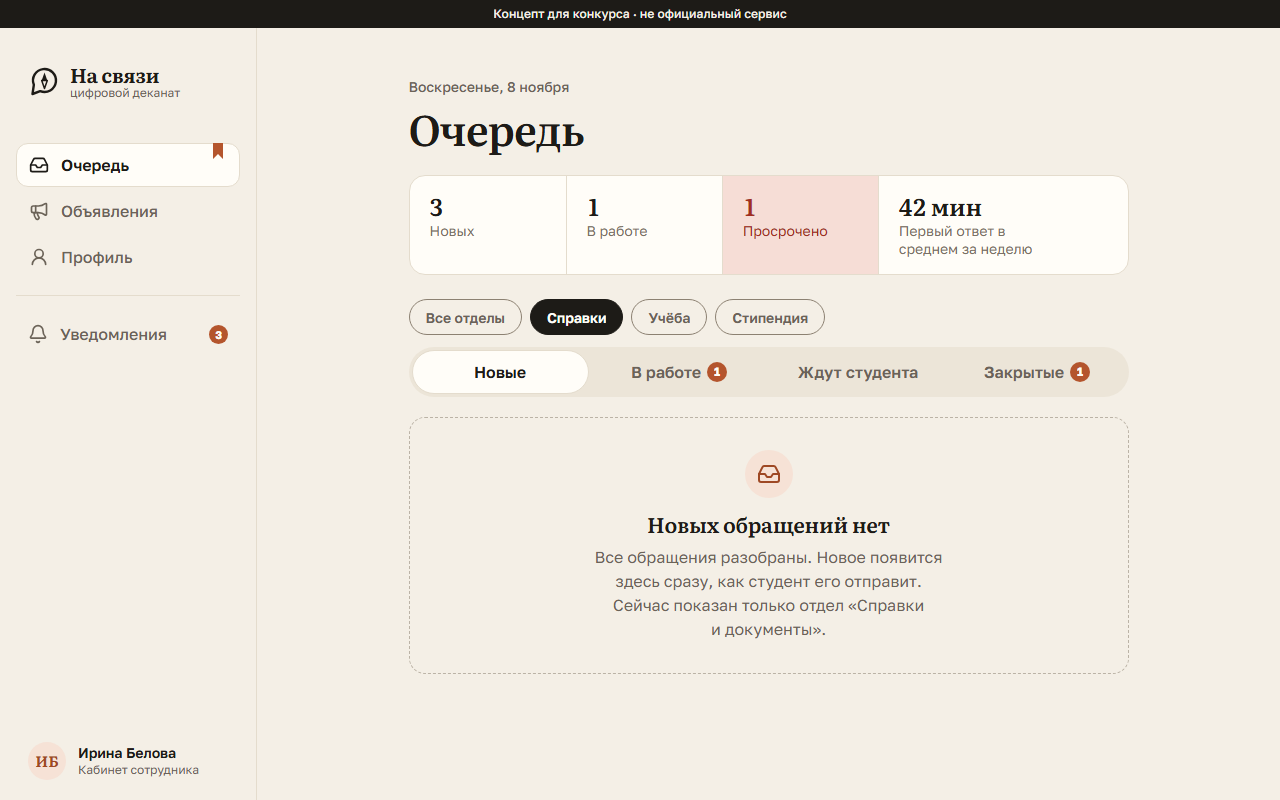 Концепт для конкурса · не официальный сервис
На связи
цифровой деканат
Очередь
Объявления
Профиль
Уведомления 3
ИБ
Ирина Белова
Кабинет сотрудника
Воскресенье, 8 ноября
Очередь
3
Новых
1
В работе
1
Просрочено
42 мин
Первый ответ в
среднем за неделю
Все отделы Справки Учёба Стипендия
Новые В работе 1 Ждут студента Закрытые 1
Новых обращений нет
Все обращения разобраны. Новое появится
здесь сразу, как студент его отправит.
Сейчас показан только отдел «Справки
и документы».